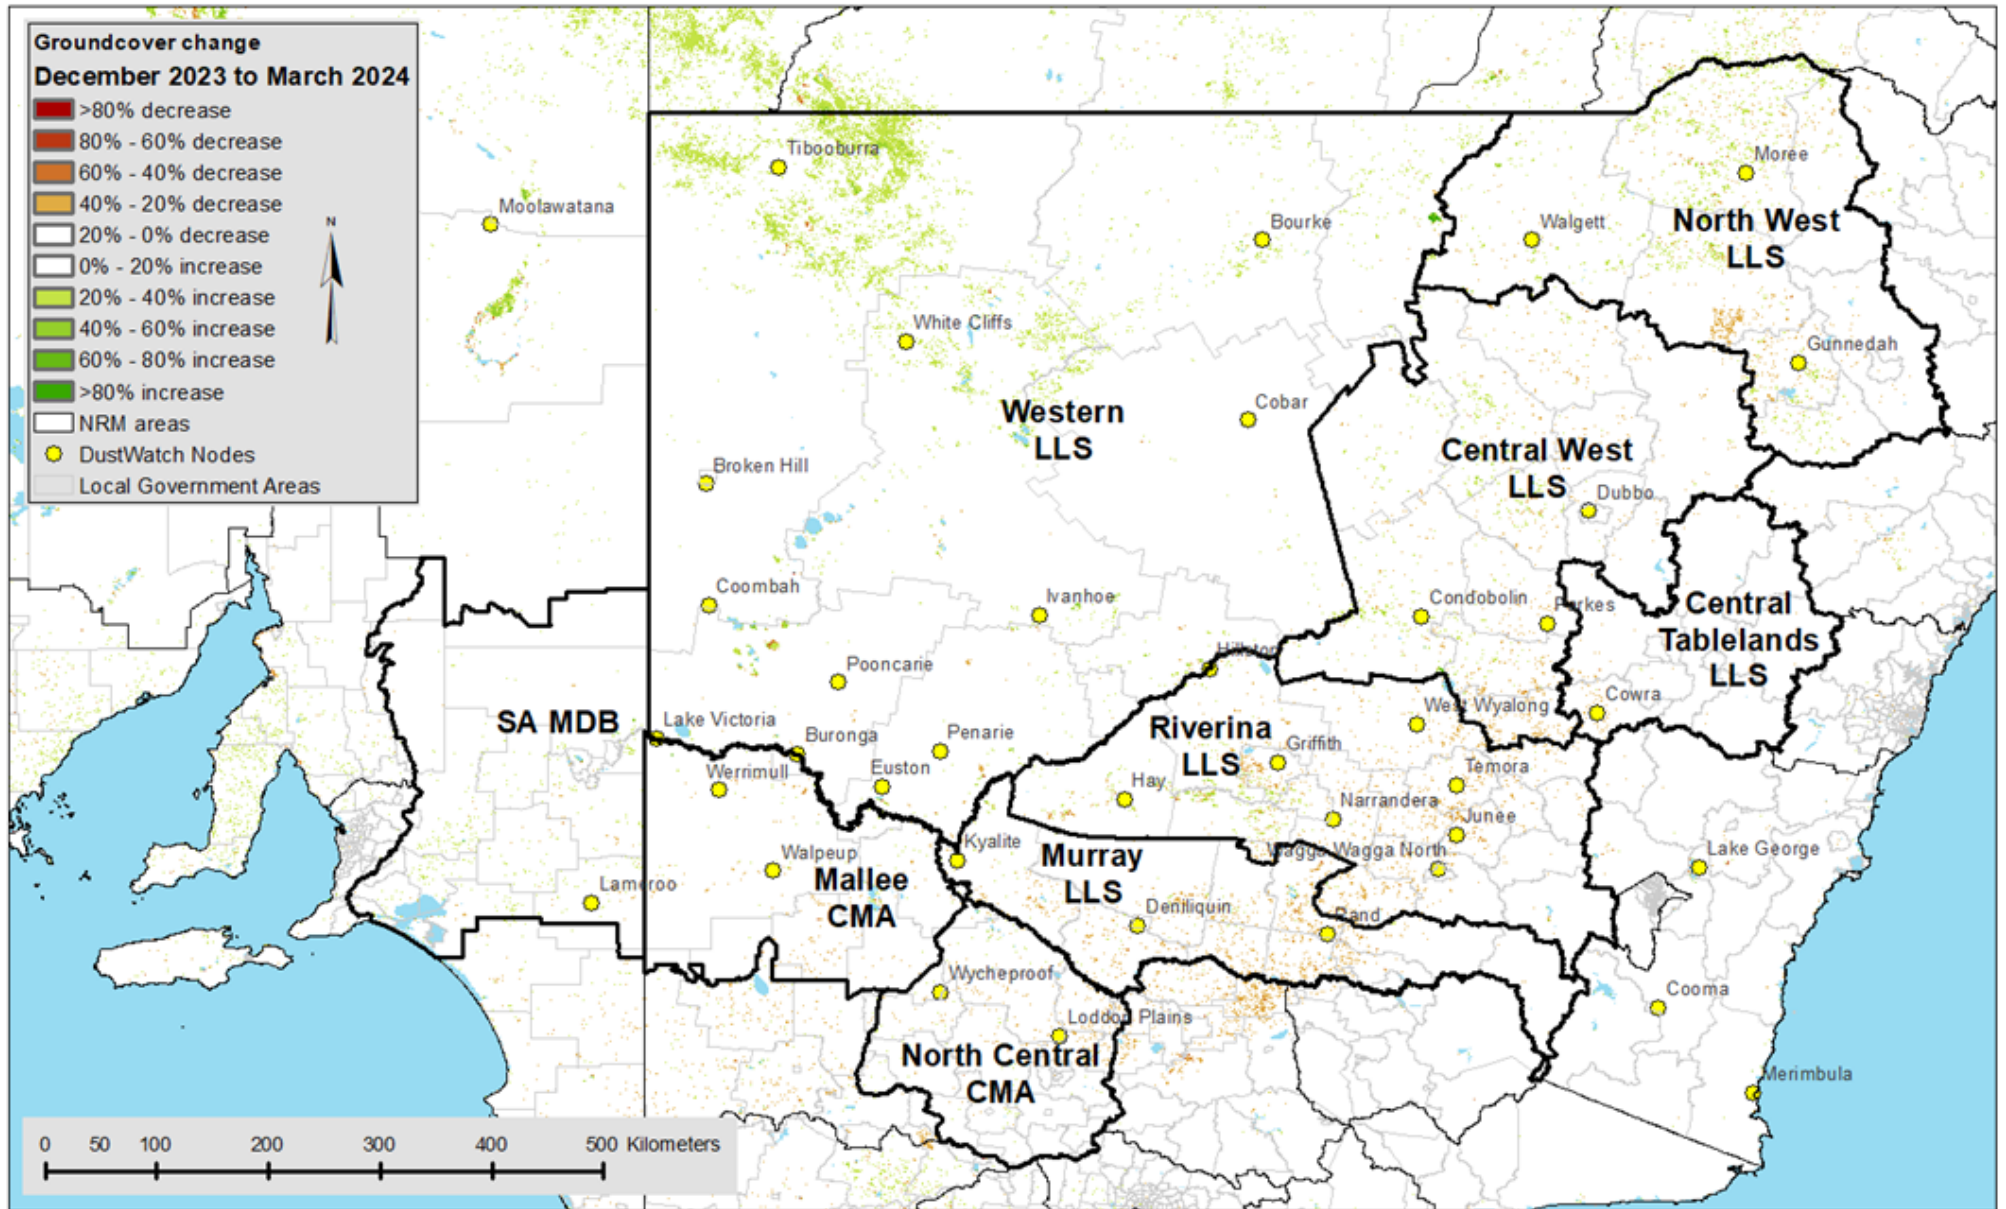 Groundcover change
December 2023 to March 2024
>80% decrease
80% - 60% decrease
60% - 40% decrease
40% - 20% decrease
20% - 0% decrease
0% - 20% increase
20% - 40% increase
40% - 60% increase
60% - 80% increase
>80% increase
NRM areas
DustWatch Nodes
Local Government Areas
N
Tibooburra
Moree
Moolawatana
Bourke
Walgett
North West
LLS
White Cliffs
Gunnedah
Western
LLS
Cobar
Central West
LLS
Broken Hill
Dubbo
Coombah
Ivanhoe
Condobolin
Parkes
Central
Tablelands
LLS
Hillston
Pooncarie
Cowra
SA MDB
Lake Victoria
Buronga
Penarie
Riverina
LLS
West Wyalong
Griffith
Werrimull
Euston
Hay
Temora
Narrandera
Junee
Kyalite
Walpeup
Murray
LLS
Wagga Wagga North
Lake George
Mallee
CMA
Lameroo
Deniliquin
Rand
Wycheproof
Cooma
Loddon Plains
North Central
CMA
Merimbula
0 50 100 200 300 400 500 Kilometers